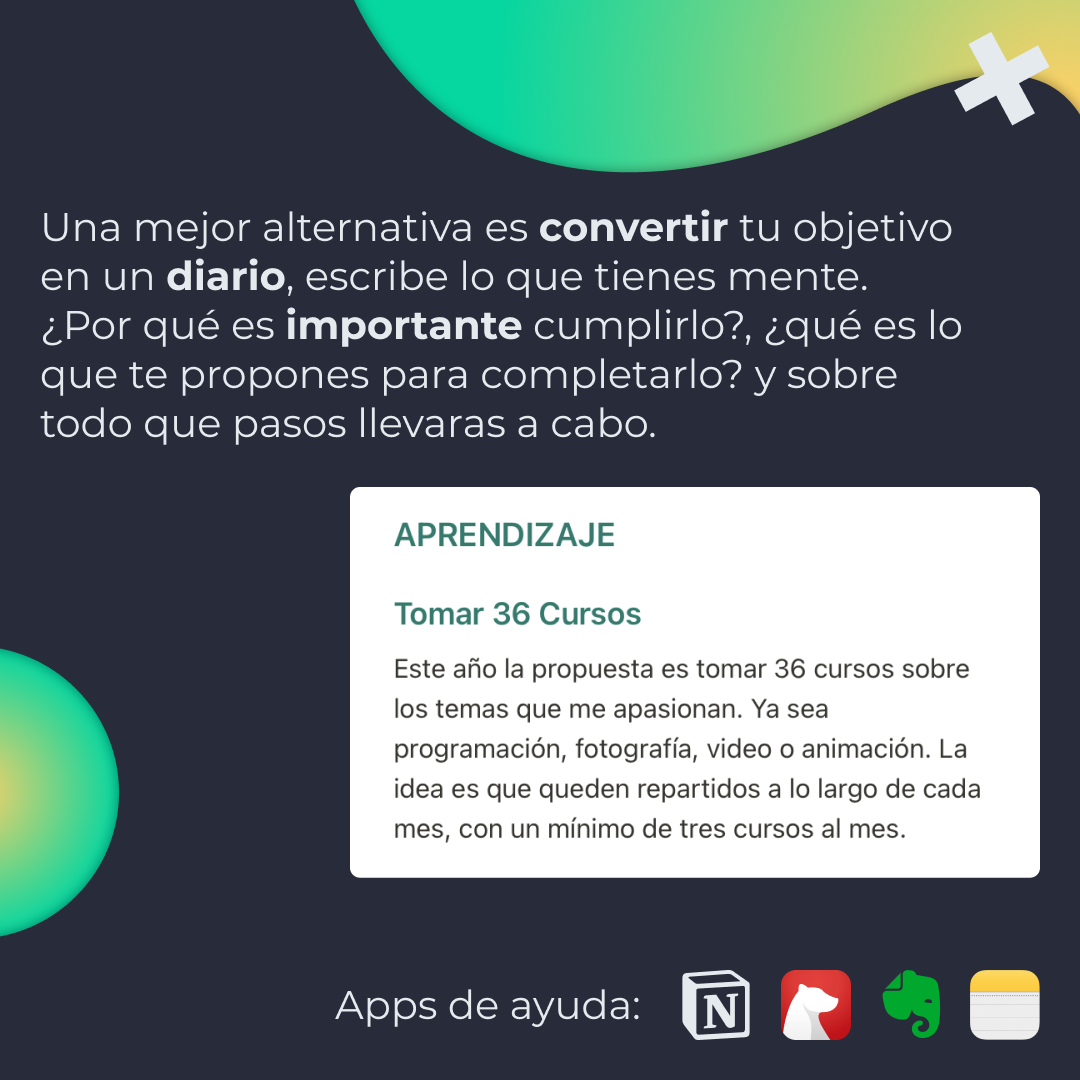 Una mejor alternativa es convertir tu objetivo
en un diario, escribe lo que tienes mente.
¿Por qué es importante cumplirlo?, ¿qué es lo
que te propones para completarlo? y sobre
todo que pasos llevaras a cabo.
APRENDIZAJE
Tomar 36 Cursos
Este año la propuesta es tomar 36 cursos sobre
los temas que me apasionan. Ya sea
programación, fotografía, video o animación. La
idea es que queden repartidos a lo largo de cada
mes, con un mínimo de tres cursos al mes.
Apps de ayuda:
N